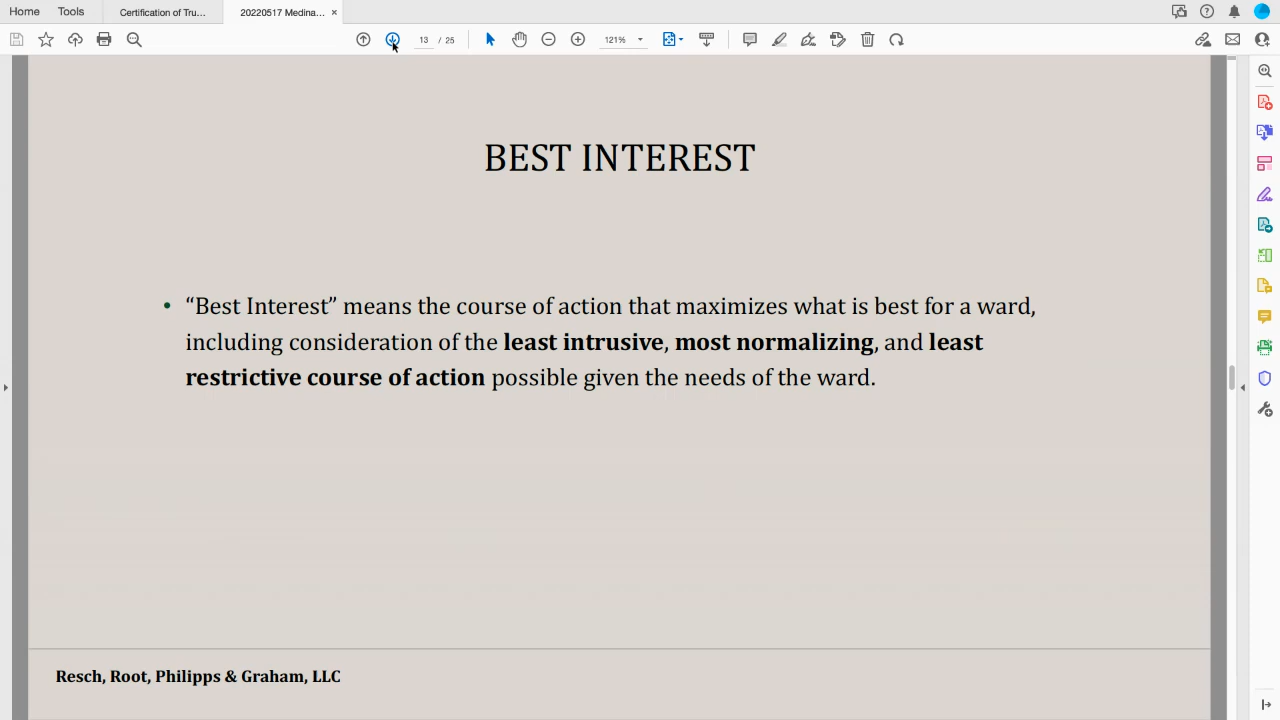 Home Tools Certification of Tru... 20220517 Medina... ×
13 / 25 121%
BEST INTEREST
• “Best Interest” means the course of action that maximizes what is best for a ward,
including consideration of the least intrusive, most normalizing, and least
restrictive course of action possible given the needs of the ward.
Resch, Root, Philipps & Graham, LLC